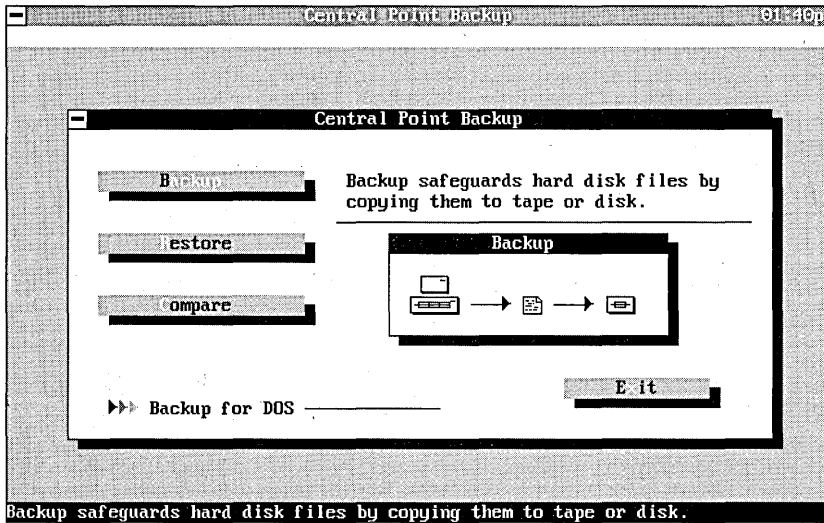 Central Point Backup 01:40p
Central Point Backup
Backup
Backup safeguards hard disk files by
copying them to tape or disk.
Restore
Backup
Compare
Exit
Backup for DOS
Backup safeguards hard disk files by copying them to tape or disk.